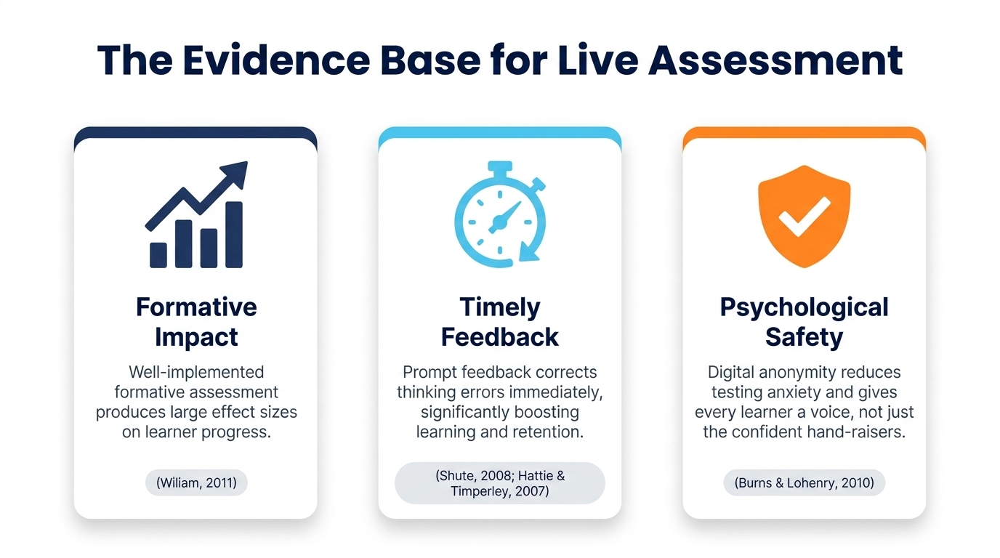 The Evidence Base for Live Assessment
Formative
Impact
Well-implemented
formative assessment
produces large effect sizes
on learner progress.
(Wiliam, 2011)
Timely
Feedback
Prompt feedback corrects
thinking errors immediately,
significantly boosting
learning and retention.
(Shute, 2008; Hattie &
Timperley, 2007)
Psychological
Safety
Digital anonymity reduces
testing anxiety and gives
every learner a voice, not just
the confident hand-raisers.
(Burns & Lohenry, 2010)